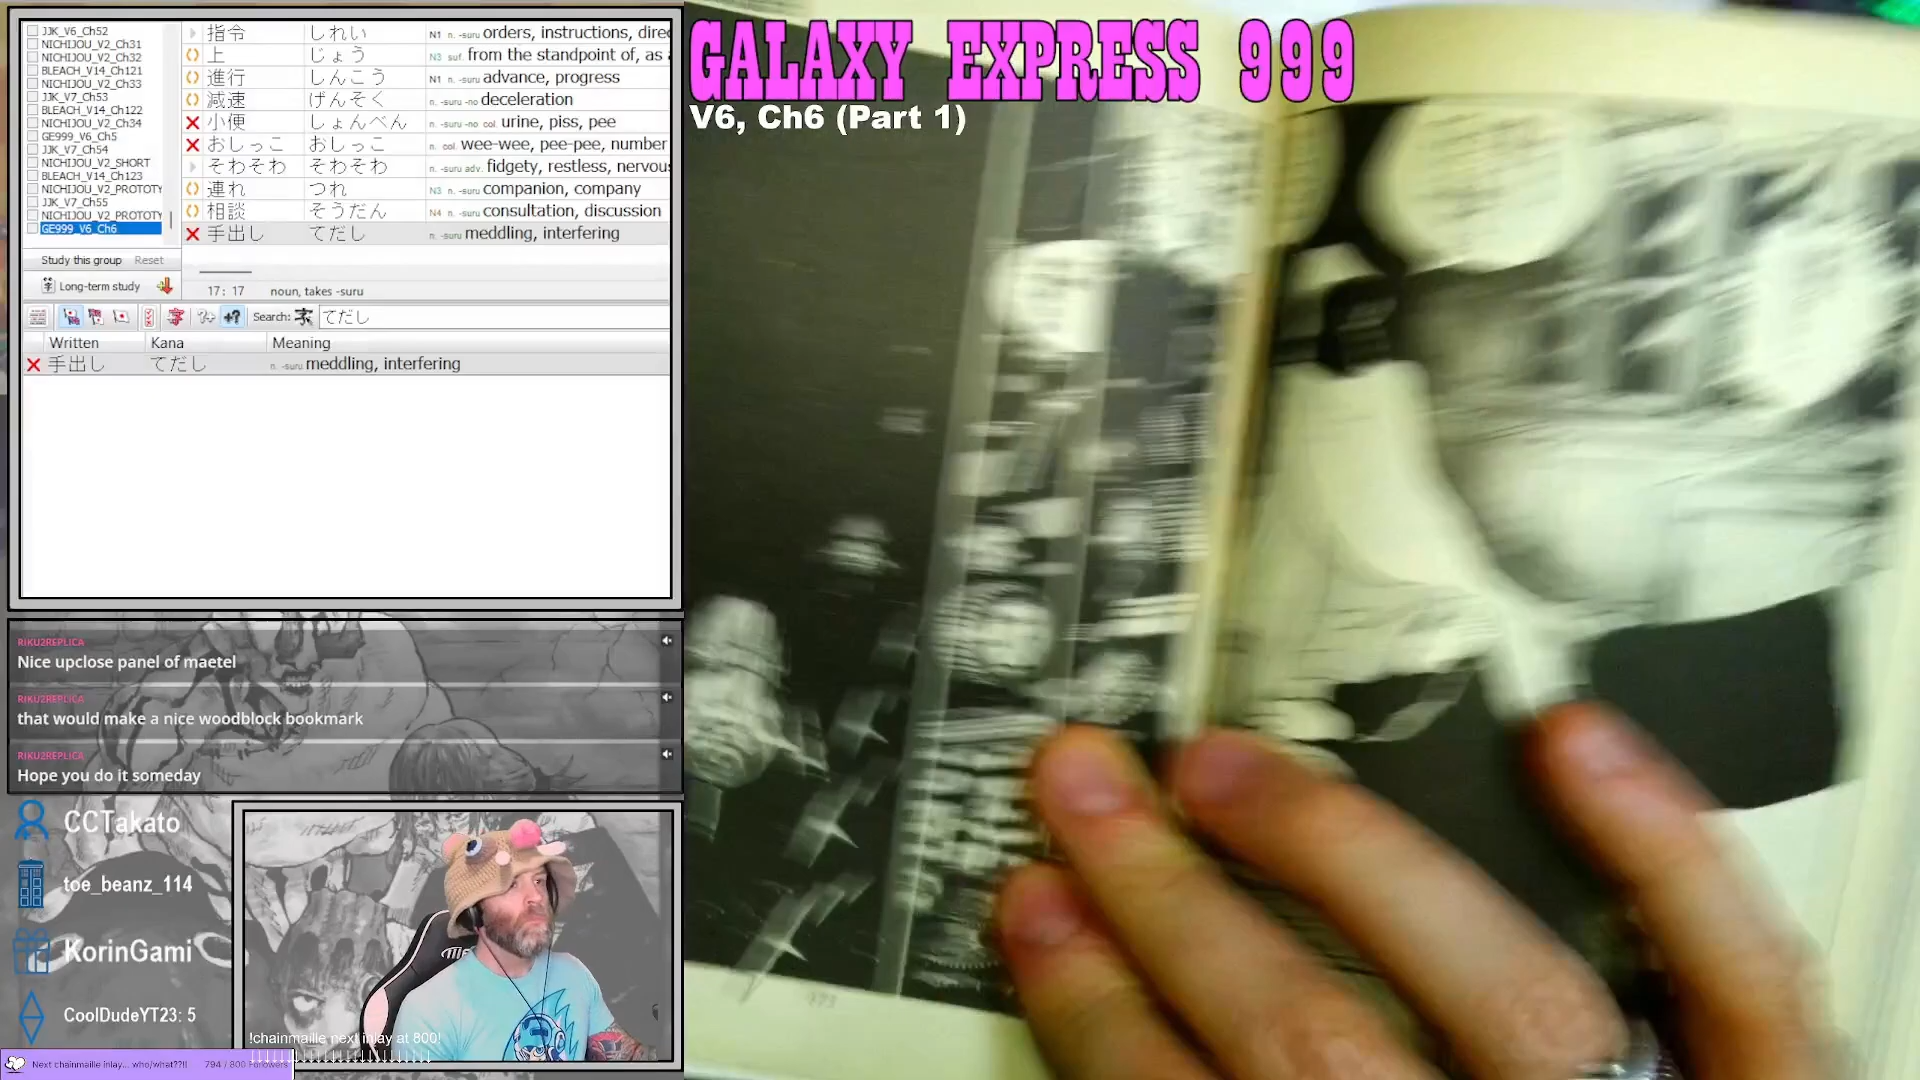 JJK_V6_Ch52
NICHIJOU_V2_Ch31
NICHIJOU_V2_Ch32
BLEACH_V14_Ch121
NICHIJOU_V2_Ch33
JJK_V7_Ch53
BLEACH_V14_Ch122
NICHIJOU_V2_Ch34
GE999_V6_Ch5
JJK_V7_Ch54
NICHIJOU_V2_SHORT
BLEACH_V14_Ch123
NICHIJOU_V2_PROTOTY
JJK_V7_Ch55
NICHIJOU_V2_PROTOTY
GE999_V6_Ch6
Study this group Reset
Long-term study
指令 しれい N1 n. -suru orders, instructions, direc
上 じょう N3 suf. from the standpoint of, as a
進行 しんこう N1 n. -suru advance, progress
減速 げんそく n. -suru -no deceleration
小便 しょんべん n. -suru -no col. urine, piss, pee
おしっこ おしっこ n. col. wee-wee, pee-pee, number
そわそわ そわそわ n. -suru adv. fidgety, restless, nervous
連れ つれ N3 n. -suru companion, company
相談 そうだん N4 n. -suru consultation, discussion
手出し てだし n. -suru meddling, interfering
17: 17 noun, takes -suru
Search: てだし
Written Kana Meaning
手出し てだし n. -suru meddling, interfering
RIKU2REPLICA
Nice upclose panel of maetel
RIKU2REPLICA
that would make a nice woodblock bookmark
RIKU2REPLICA
Hope you do it someday
CCTakato
toe_beanz_114
KorinGami
CoolDudeYT23: 5
!chainmaille next inlay at 800!
Next chainmaille inlay... who/what??!! 794 / 800 Followers
GALAXY EXPRESS 999
V6, Ch6 (Part 1)